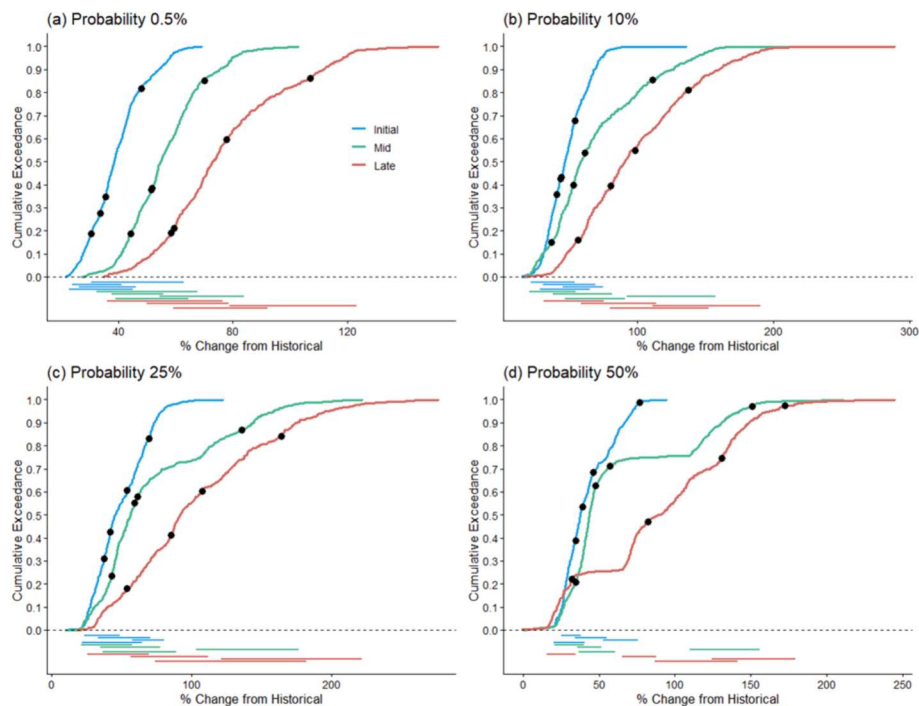 (a) Probability 0.5%
Cumulative Exceedance
1.0
0.9
0.8
0.7
0.6
0.5
0.4
0.3
0.2
0.1
0.0
Initial
Mid
Late
40 80 120
% Change from Historical
(b) Probability 10%
Cumulative Exceedance
1.0
0.9
0.8
0.7
0.6
0.5
0.4
0.3
0.2
0.1
0.0
100 200 300
% Change from Historical
(c) Probability 25%
Cumulative Exceedance
1.0
0.9
0.8
0.7
0.6
0.5
0.4
0.3
0.2
0.1
0.0
0 100 200
% Change from Historical
(d) Probability 50%
Cumulative Exceedance
1.0
0.9
0.8
0.7
0.6
0.5
0.4
0.3
0.2
0.1
0.0
0 50 100 150 200 250
% Change from Historical